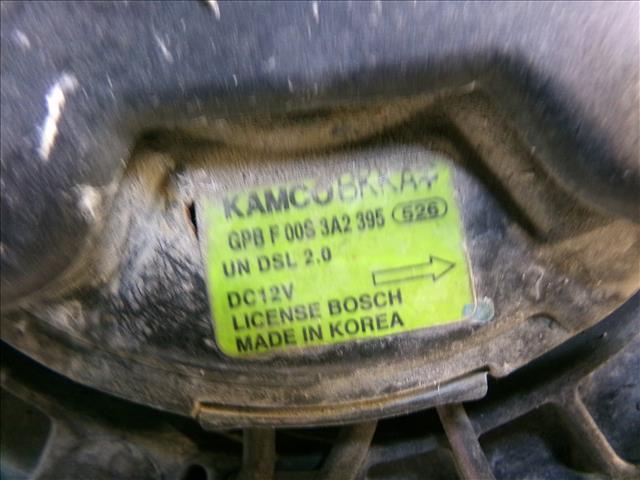 KAMCO
GPB F 00S 3A2 395 526
UN DSL 2.0
DC12V
LICENSE BOSCH
MADE IN KOREA